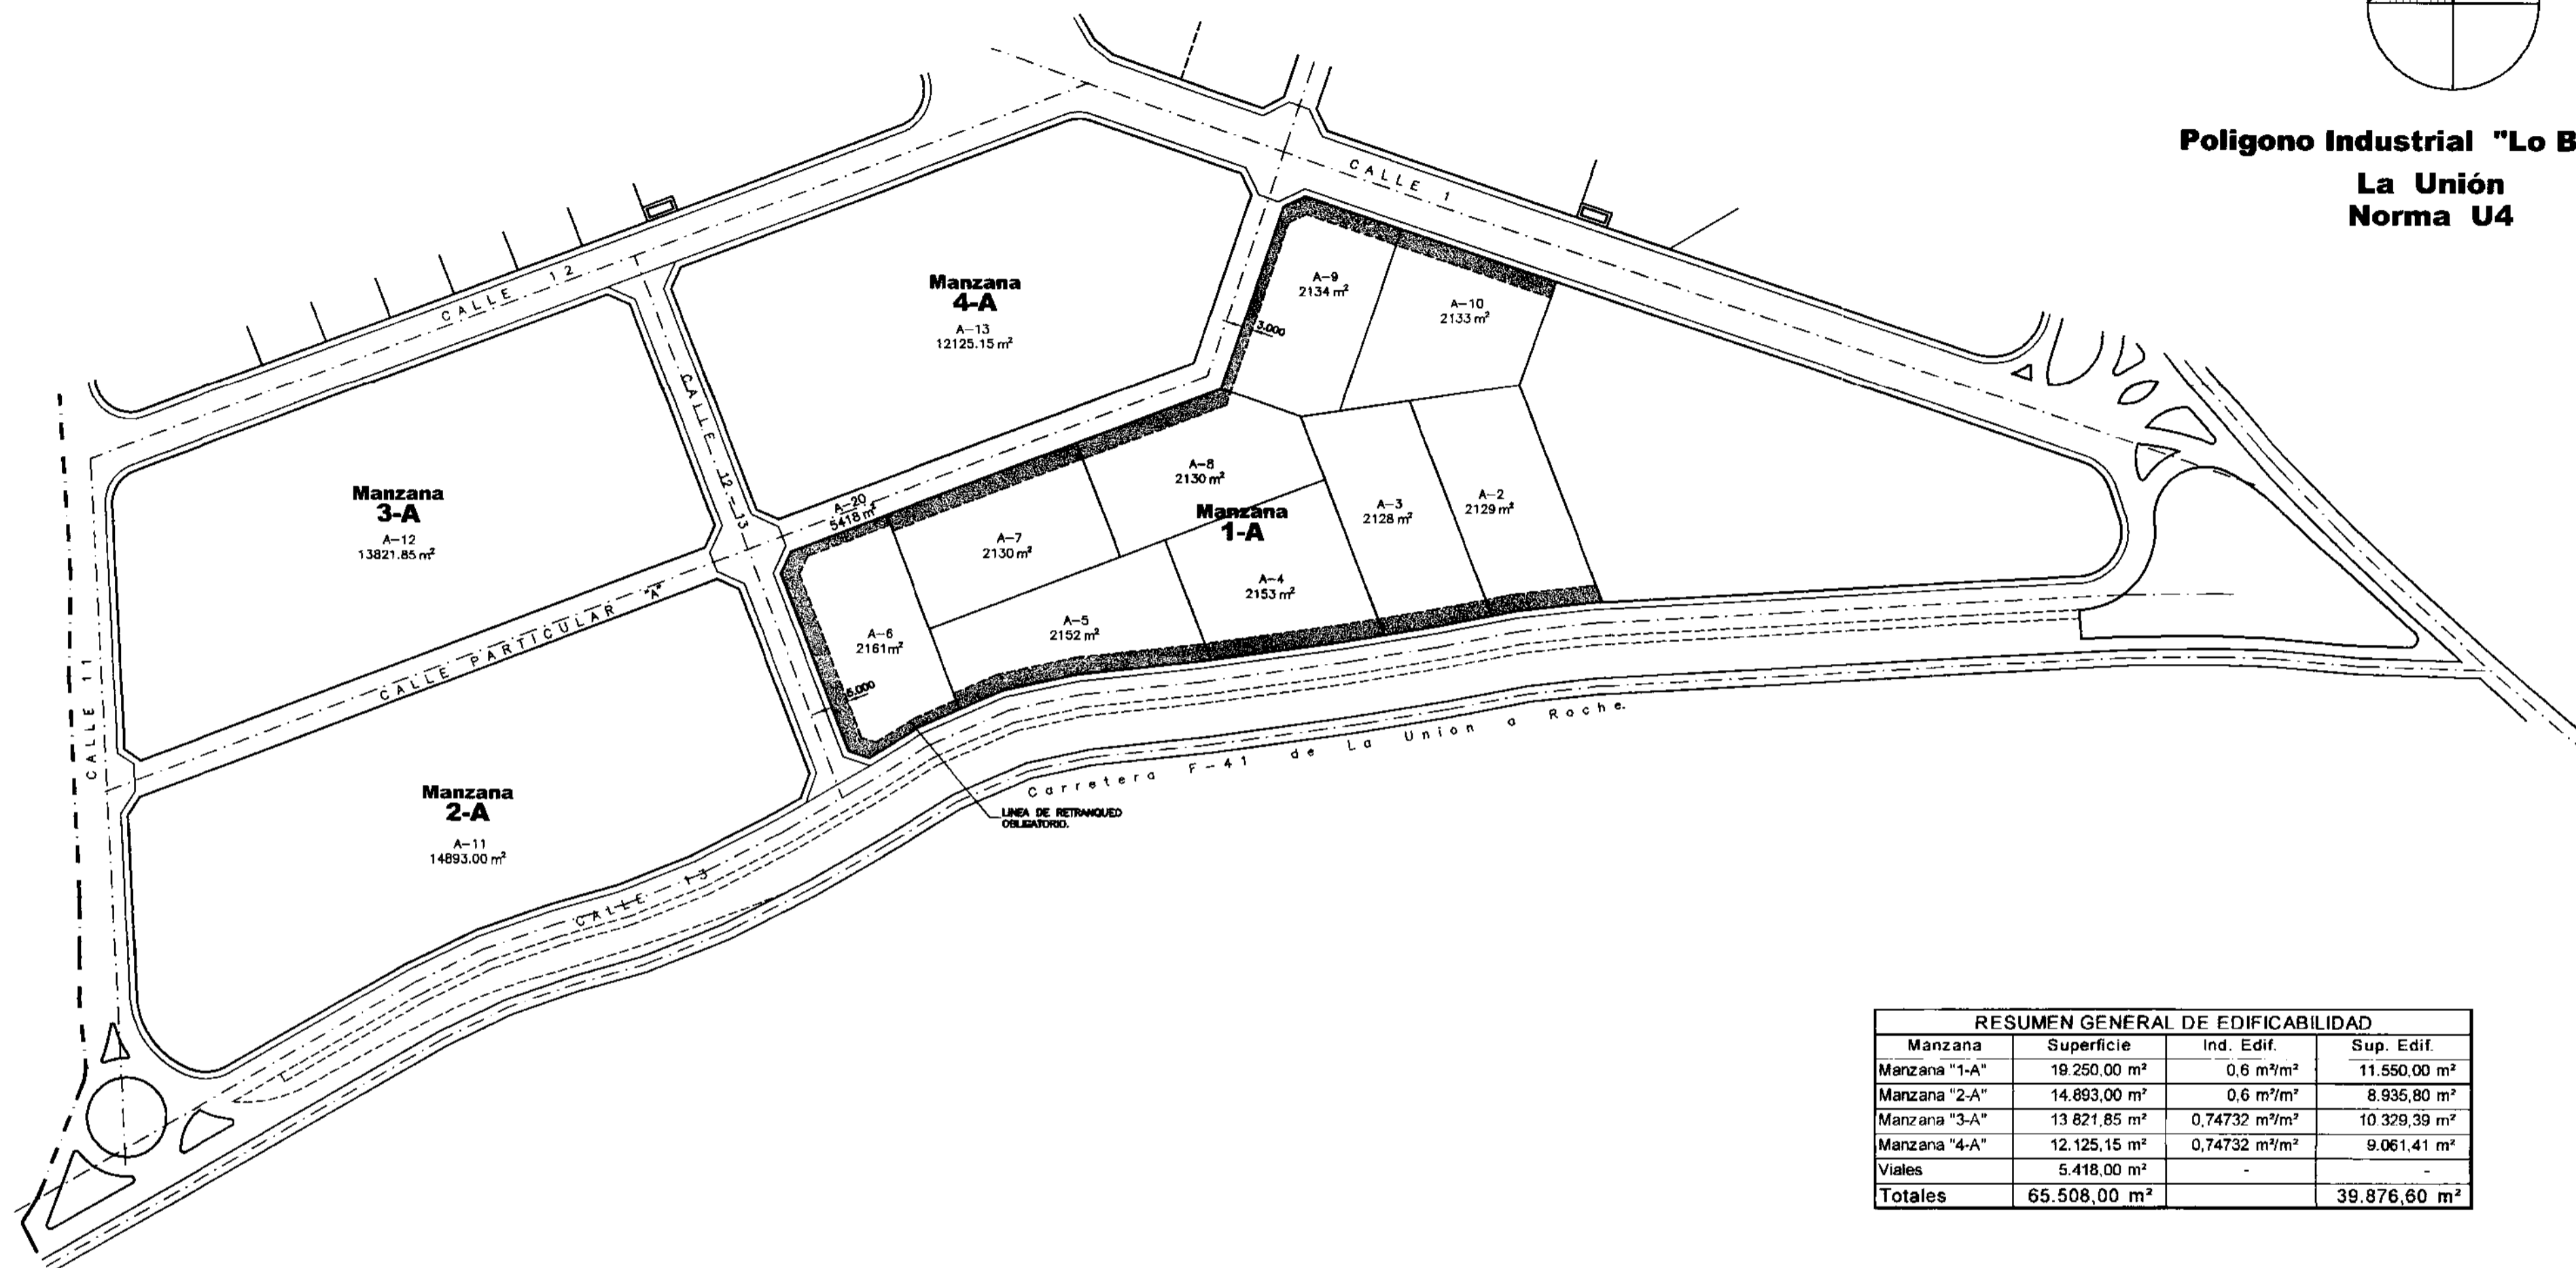 Poligono Industrial "Lo B
La Unión
Norma U4
CALLE 1
CALLE 12
Manzana
4-A
A-13
12125.15 m²
A-9
2134 m²
A-10
2133 m²
3.000
CALLE 12-13
A-20
5418 m²
A-8
2130 m²
Manzana
1-A
A-3
2128 m²
A-2
2129 m²
A-7
2130 m²
A-4
2153 m²
A-5
2152 m²
A-6
2161 m²
5.000
Manzana
3-A
A-12
13821.85 m²
CALLE PARTICULAR "A"
CALLE 11
Manzana
2-A
A-11
14893.00 m²
CALLE 13
Carretera F-41 de La Union a Roche.
LINEA DE RETRANQUEO
OBLIGATORIO.
RESUMEN GENERAL DE EDIFICABILIDAD
Manzana Superficie Ind. Edif. Sup. Edif.
Manzana "1-A" 19.250,00 m² 0,6 m²/m² 11.550,00 m²
Manzana "2-A" 14.893,00 m² 0,6 m²/m² 8.935,80 m²
Manzana "3-A" 13 821,85 m² 0,74732 m²/m² 10.329,39 m²
Manzana "4-A" 12.125,15 m² 0,74732 m²/m² 9.061,41 m²
Viales 5.418,00 m² - -
Totales 65.508,00 m² 39.876,60 m²